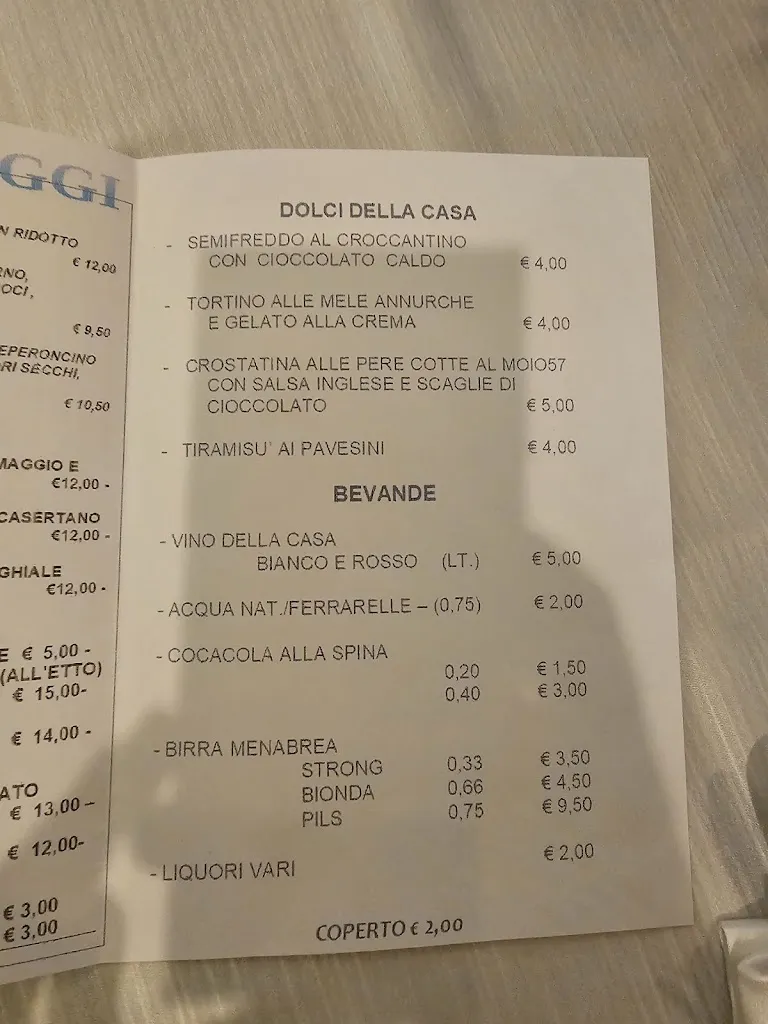 GGI
N RIDOTTO
€ 12,00
RNO,
OCI,
€ 9,50
EPERONCINO
RI SECCHI,
€ 10,50
MAGGIO E
€12,00 -
CASERTANO
€12,00 -
GHIALE
€12,00 -
E € 5,00 -
(ALL'ETTO)
€ 15,00-
€ 14,00 -
ATO
€ 13,00 –
€ 12,00-
€ 3,00
€ 3,00
DOLCI DELLA CASA
- SEMIFREDDO AL CROCCANTINO
CON CIOCCOLATO CALDO € 4,00
- TORTINO ALLE MELE ANNURCHE
E GELATO ALLA CREMA € 4,00
- CROSTATINA ALLE PERE COTTE AL MOIO57
CON SALSA INGLESE E SCAGLIE DI
CIOCCOLATO € 5,00
- TIRAMISU' AI PAVESINI € 4,00
BEVANDE
- VINO DELLA CASA
BIANCO E ROSSO (LT.) € 5,00
- ACQUA NAT./FERRARELLE – (0,75) € 2,00
- COCACOLA ALLA SPINA
0,20 € 1,50
0,40 € 3,00
- BIRRA MENABREA
STRONG 0,33 € 3,50
BIONDA 0,66 € 4,50
PILS 0,75 € 9,50
- LIQUORI VARI € 2,00
COPERTO € 2,00